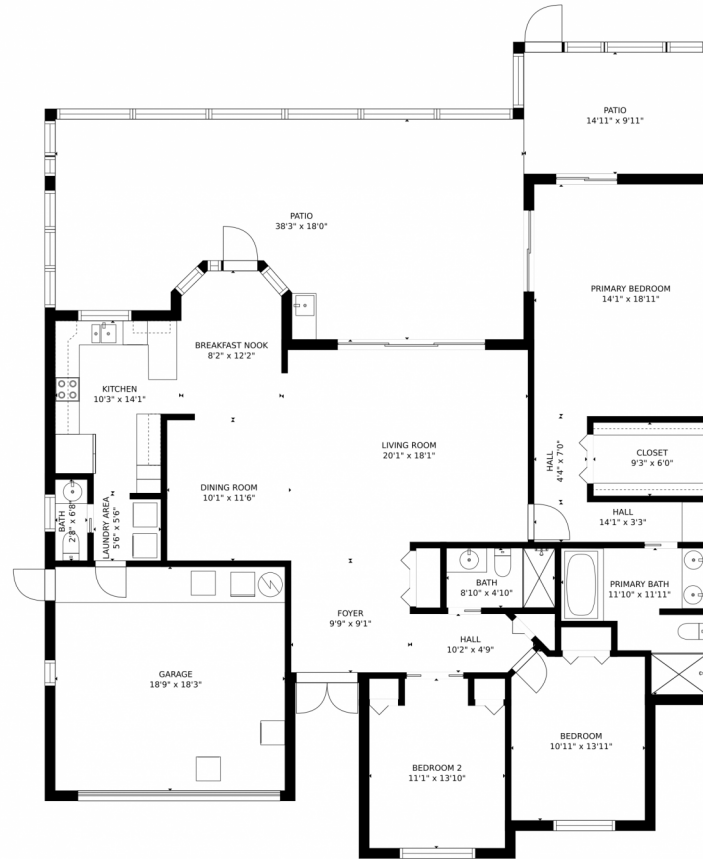 PATIO
14'11" x 9'11"
PATIO
38'3" x 18'0"
PRIMARY BEDROOM
14'1" x 18'11"
BREAKFAST NOOK
8'2" x 12'2"
KITCHEN
10'3" x 14'1"
LIVING ROOM
20'1" x 18'1"
HALL
4'4" x 7'0"
CLOSET
9'3" x 6'0"
DINING ROOM
10'1" x 11'6"
BATH
2'8" x 6'8"
LAUNDRY AREA
5'6" x 5'6"
HALL
14'1" x 3'3"
BATH
8'10" x 4'10"
PRIMARY BATH
11'10" x 11'11"
FOYER
9'9" x 9'1"
HALL
10'2" x 4'9"
GARAGE
18'9" x 18'3"
BEDROOM
10'11" x 13'11"
BEDROOM 2
11'1" x 13'10"